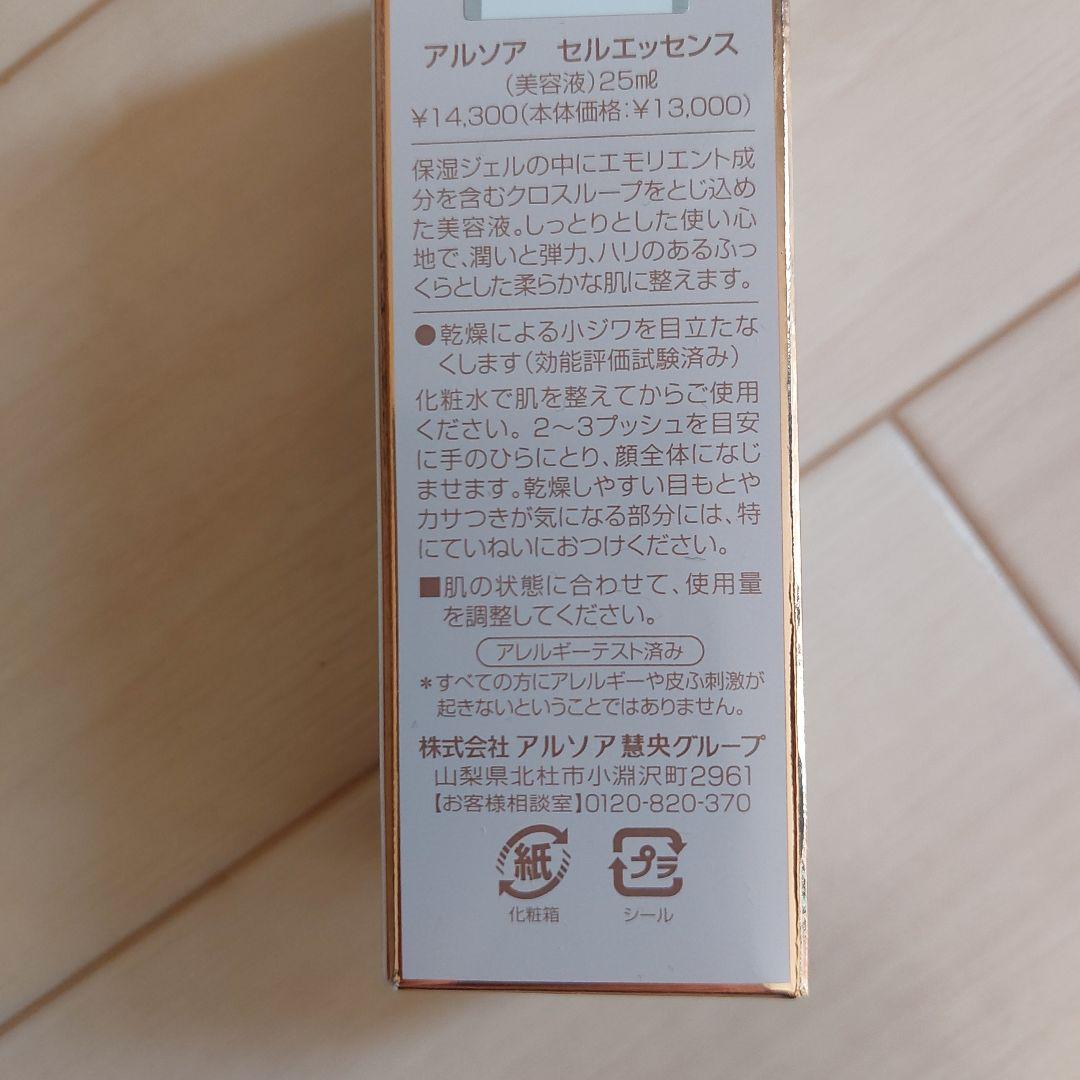 アルソア　セルエッセンス
(美容液)25㎖
¥14,300(本体価格:¥13,000)
保湿ジェルの中にエモリエント成
分を含むクロスループをとじ込め
た美容液。しっとりとした使い心
地で、潤いと弾力、ハリのあるふっ
くらとした柔らかな肌に整えます。
●乾燥による小ジワを目立たな
くします(効能評価試験済み)
化粧水で肌を整えてからご使用
ください。2〜3プッシュを目安
に手のひらにとり、顔全体になじ
ませます。乾燥しやすい目もとや
カサつきが気になる部分には、特
にていねいにおつけください。
■肌の状態に合わせて、使用量
を調整してください。
アレルギーテスト済み
*すべての方にアレルギーや皮ふ刺激が
起きないということではありません。
株式会社 アルソア慧央グループ
山梨県北杜市小淵沢町2961
【お客様相談室】0120-820-370
紙 プラ
化粧箱 シール